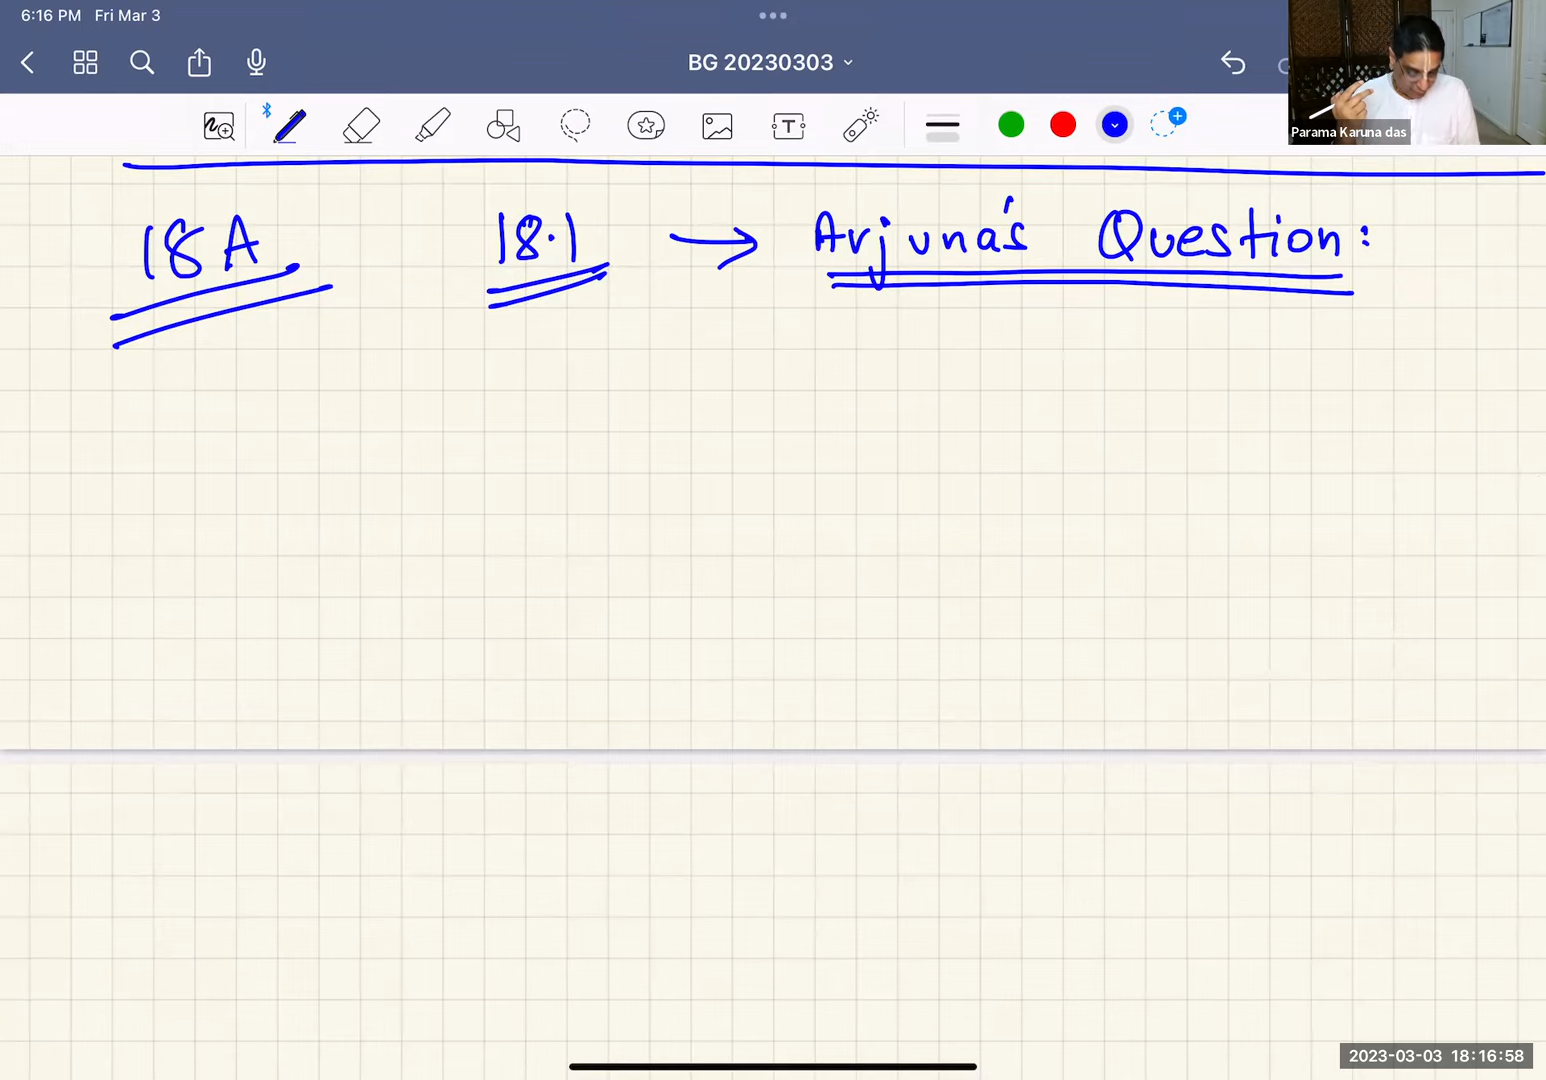 6:16 PM Fri Mar 3
BG 20230303
T
Parama Karuna das
18 A 18.1 → Arjuna's Question:
2023-03-03 18:16:58